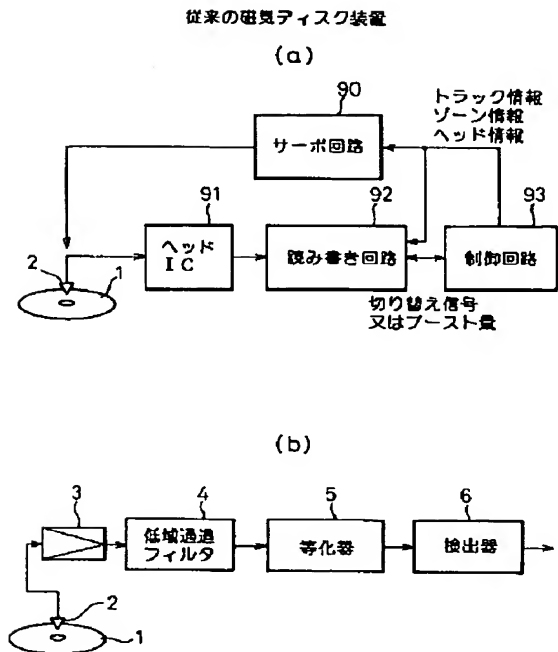 従来の磁気ディスク装置
(a)
90
サーボ回路
トラック情報
ゾーン情報
ヘッド情報
91
ヘッド
IC
92
読み書き回路
93
制御回路
2
1
切り替え信号
又はブースト量
(b)
3
4
低域通過
フィルタ
5
等化器
6
検出器
2
1